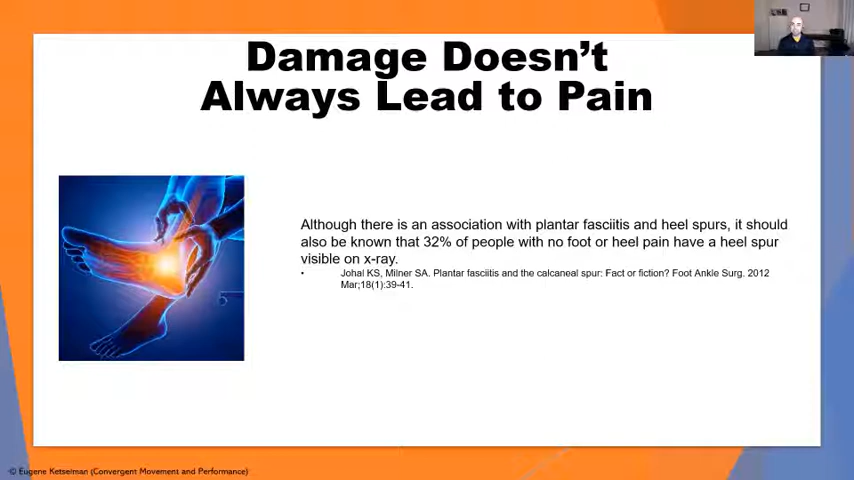 Damage Doesn’t
Always Lead to Pain
Although there is an association with plantar fasciitis and heel spurs, it should
also be known that 32% of people with no foot or heel pain have a heel spur
visible on x-ray.
• Johal KS, Milner SA. Plantar fasciitis and the calcaneal spur: Fact or fiction? Foot Ankle Surg. 2012
Mar;18(1):39-41.
© Eugene Ketselman (Convergent Movement and Performance)